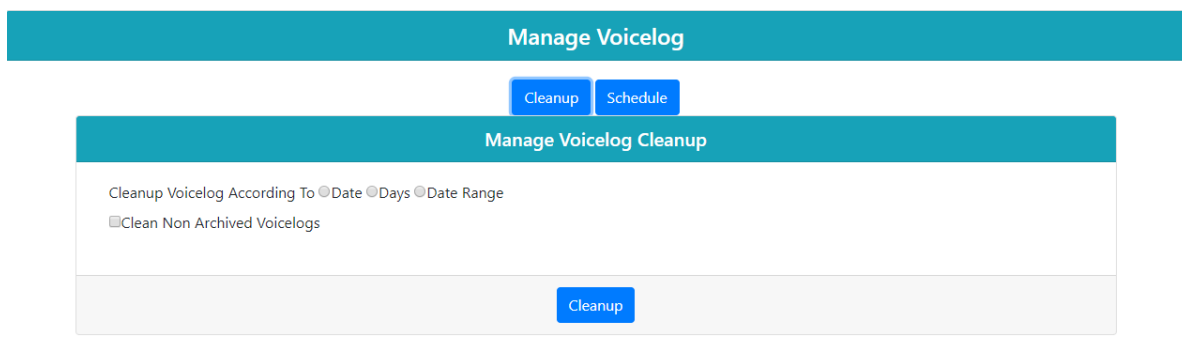 Manage Voicelog
Cleanup Schedule
Manage Voicelog Cleanup
Cleanup Voicelog According To Date Days Date Range
Clean Non Archived Voicelogs
Cleanup